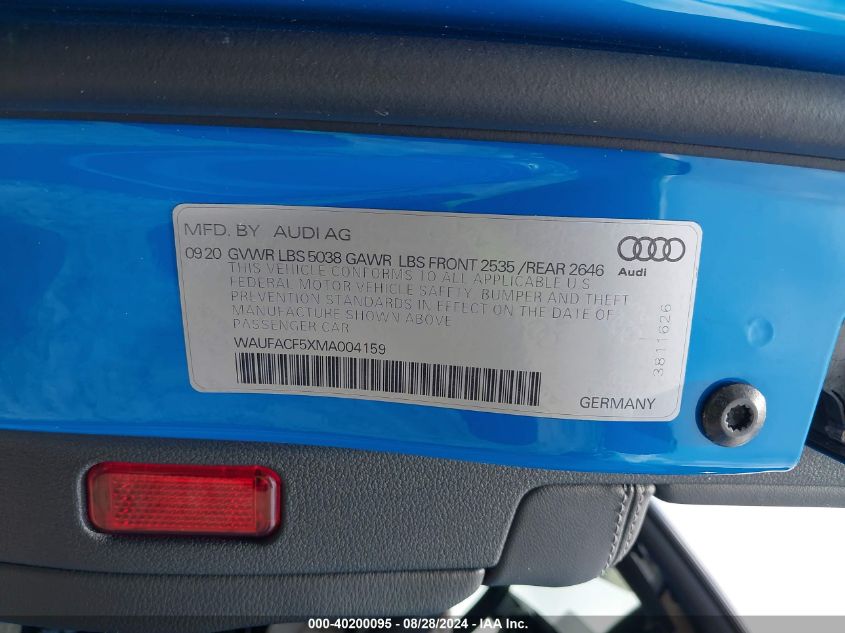 MFD. BY AUDI AG
09 20 GVWR LBS 5038 GAWR LBS FRONT 2535 /REAR 2646
THIS VEHICLE CONFORMS TO ALL APPLICABLE U S
FEDERAL MOTOR VEHICLE SAFETY, BUMPER AND THEFT
PREVENTION STANDARDS IN EFFECT ON THE DATE OF
MANUFACTURE SHOWN ABOVE
PASSENGER CAR
WAUFACF5XMA004159
Audi
3811626
GERMANY
000-40200095 - 08/28/2024 - IAA Inc.